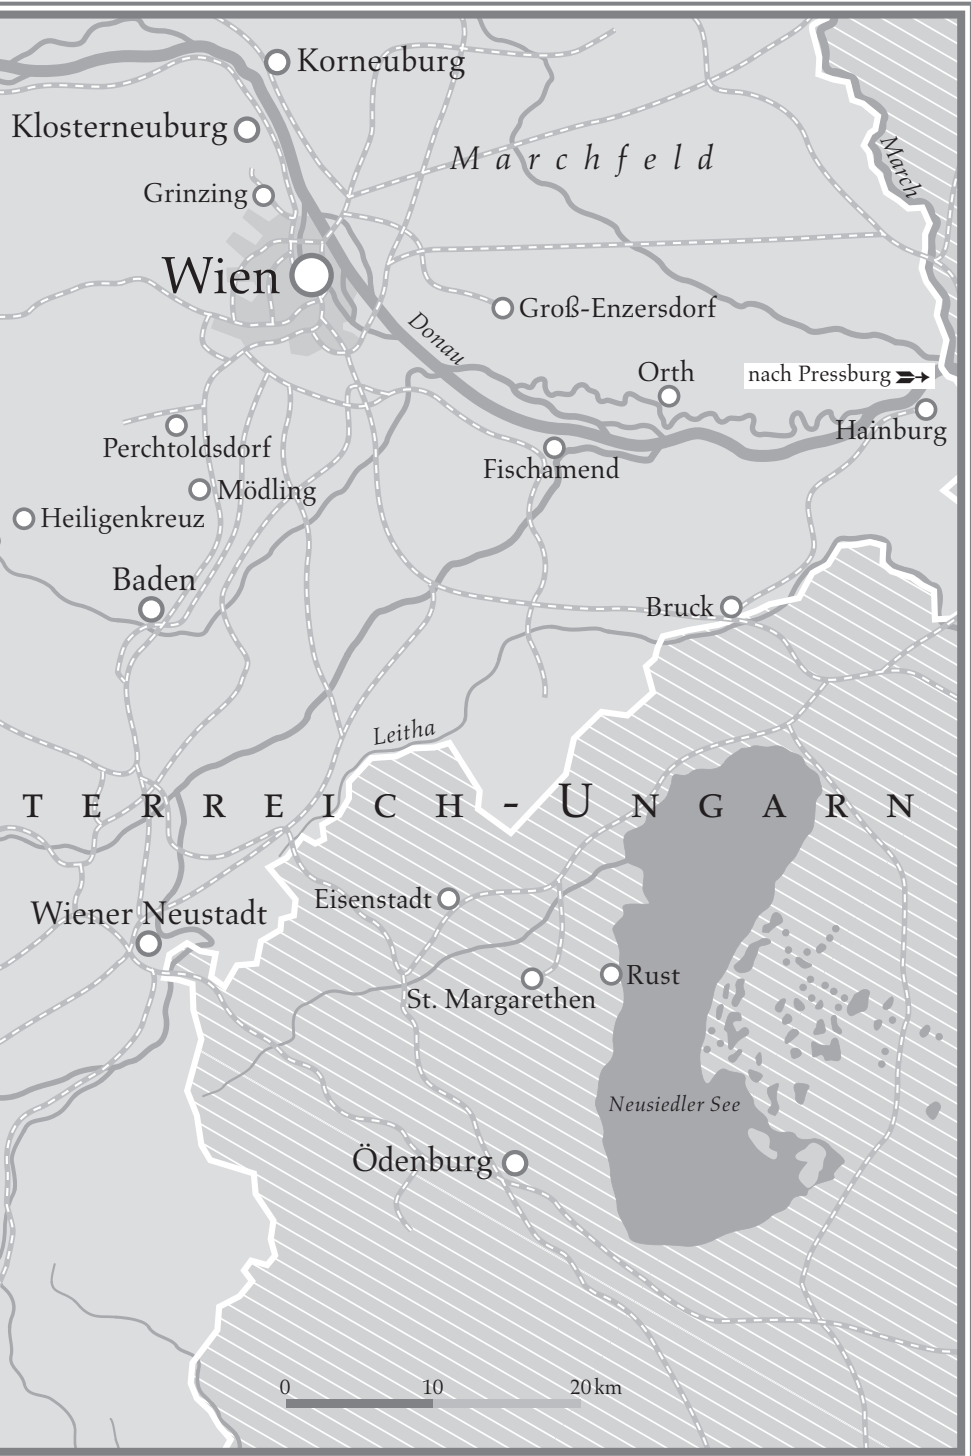 Korneuburg
Klosterneuburg
Marchfeld
March
Grinzing
Wien
Groß-Enzersdorf
Donau
Orth
nach Pressburg
Hainburg
Perchtoldsdorf
Fischamend
Mödling
Heiligenkreuz
Baden
Bruck
Leitha
TERREICH-UNGARN
Eisenstadt
Wiener Neustadt
Rust
St. Margarethen
Neusiedler See
Ödenburg
0 10 20 km